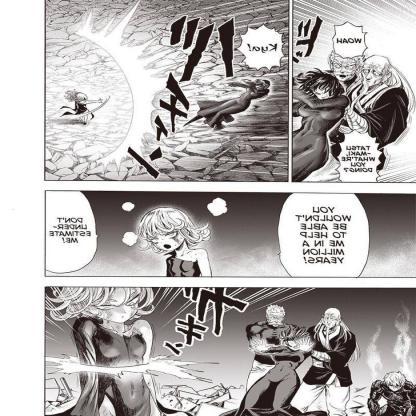 WOAH
TATSU
MAKI,
WHAT'RE
YOU
DOING?
Kya!
YOU
WOULDN'T
BE ABLE
TO HELP
ME IN A
MILLION
YEARS!
DON'T
UNDER-
ESTIMATE
ME!